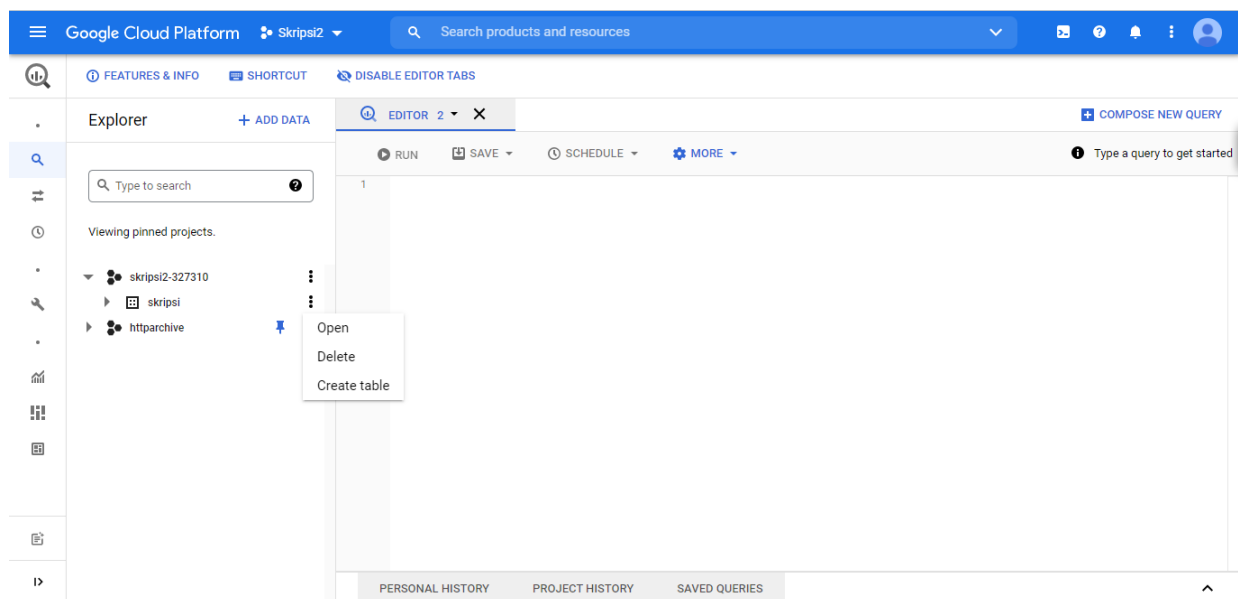 Google Cloud Platform Skripsi2 Search products and resources
FEATURES & INFO SHORTCUT DISABLE EDITOR TABS
Explorer + ADD DATA EDITOR 2 COMPOSE NEW QUERY
RUN SAVE SCHEDULE MORE Type a query to get started
Type to search 1
Viewing pinned projects.
skripsi2-327310
skripsi
httparchive
Open
Delete
Create table
PERSONAL HISTORY PROJECT HISTORY SAVED QUERIES